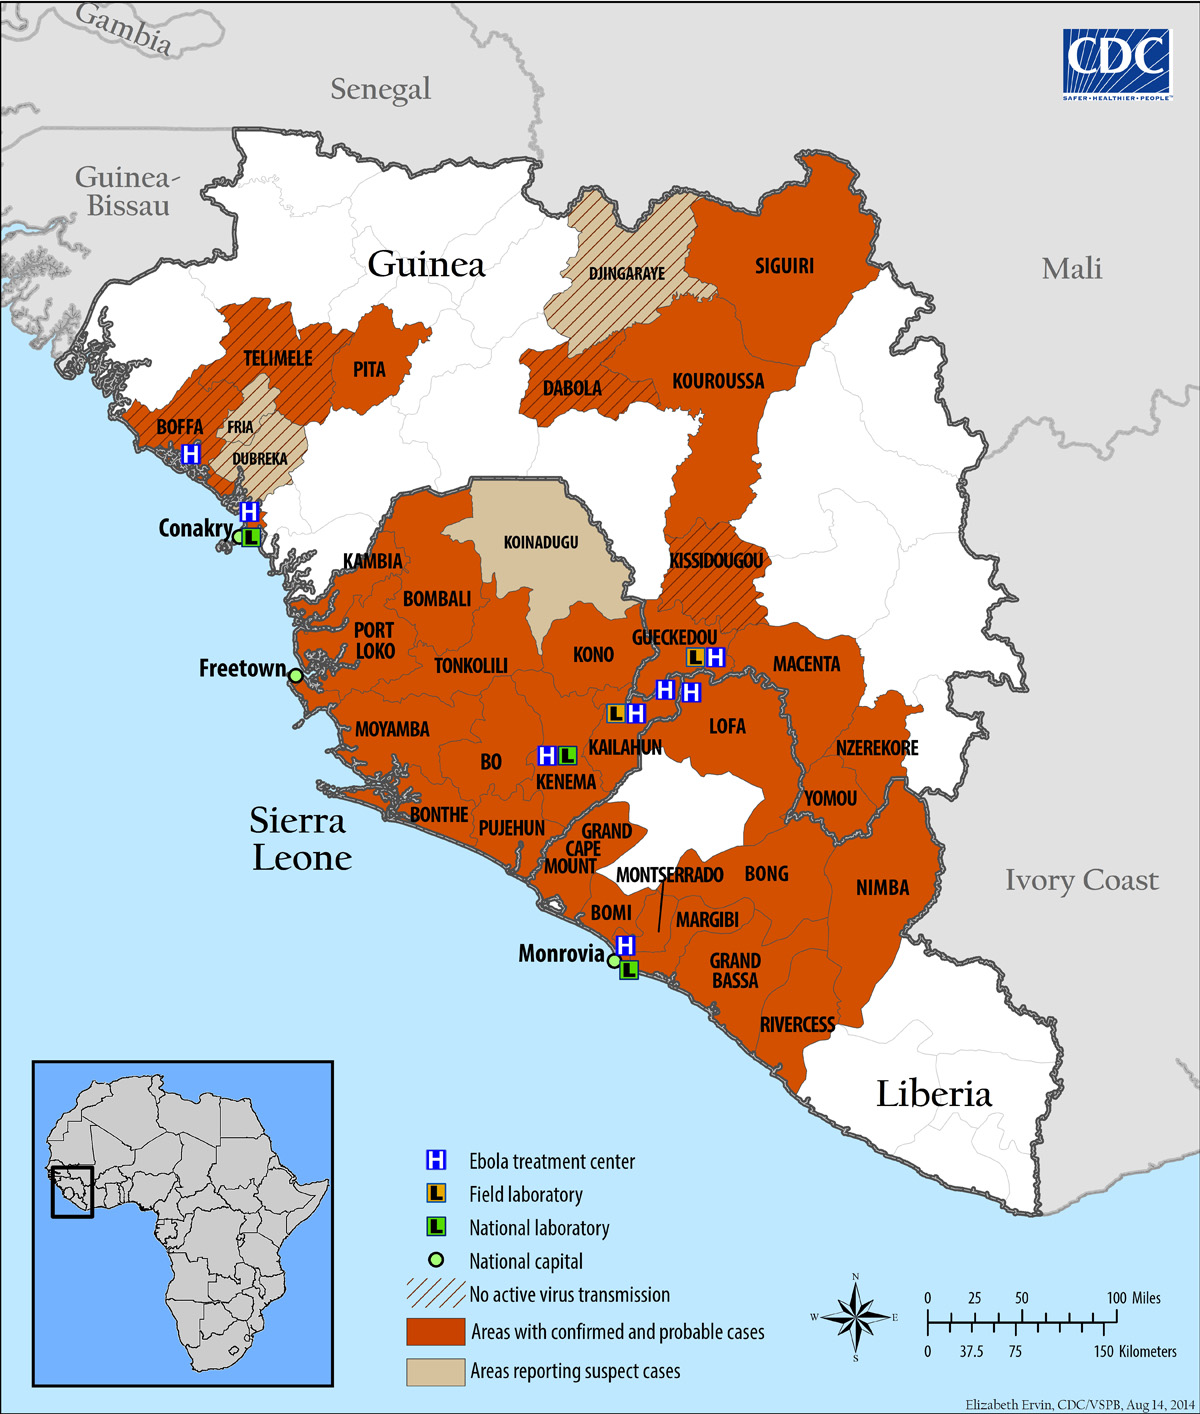 Gambia
Senegal
CDC
SAFER • HEALTHIER • PEOPLE™
Guinea-
Bissau
Guinea
Mali
DJINGARAYE
SIGUIRI
TELIMELE
PITA
DABOLA
KOUROUSSA
BOFFA
FRIA
H
DUBREKA
H
Conakry
L
KOINADUGU
KAMBIA
KISSIDOUGOU
BOMBALI
PORT
LOKO
GUECKEDOU
KONO
L H
TONKOLILI
MACENTA
Freetown
H H
L H
MOYAMBA
LOFA
KAILAHUN
NZEREKORE
BO
H L
KENEMA
YOMOU
BONTHE
PUJEHUN
Sierra
Leone
GRAND
CAPE
MOUNT
MONTSERRADO
BONG
NIMBA
Ivory Coast
BOMI
MARGIBI
H
Monrovia
L
GRAND
BASSA
RIVERCESS
Liberia
H Ebola treatment center
L Field laboratory
L National laboratory
National capital
No active virus transmission
Areas with confirmed and probable cases
Areas reporting suspect cases
N
W E
S
0 25 50 100 Miles
0 37.5 75 150 Kilometers
Elizabeth Ervin, CDC/VSPB, Aug 14, 2014